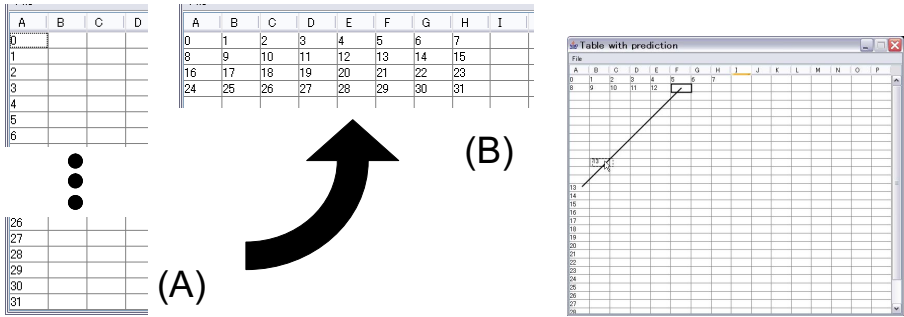 A B C D
0
1
2
3
4
5
6
26
27
28
29
30
31
(A)
A B C D E F G H I
0 1 2 3 4 5 6 7
8 9 10 11 12 13 14 15
16 17 18 19 20 21 22 23
24 25 26 27 28 29 30 31
(B)
Table with prediction
File
A B C D E F G H I J K L M N O P
0 1 2 3 4 5 6 7
8 9 10 11 12
13
13
14
15
16
17
18
19
20
21
22
23
24
25
26
27
28